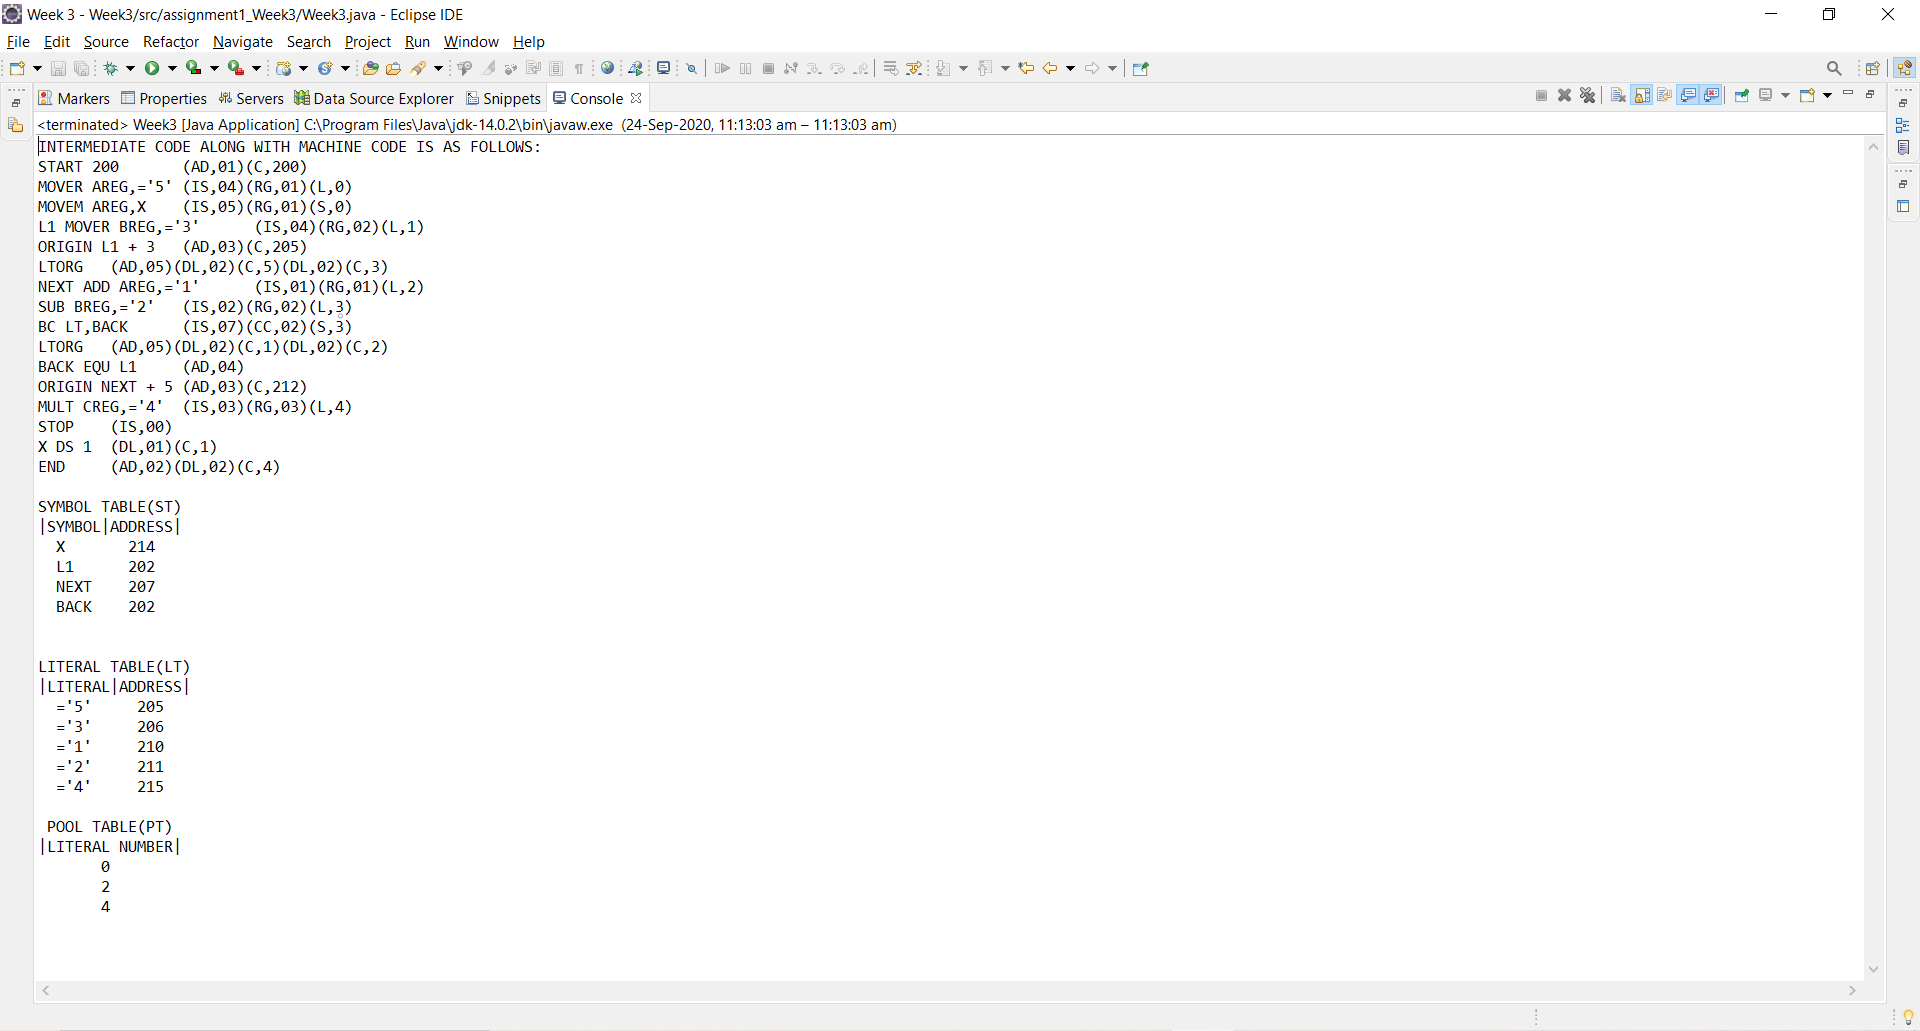 Week 3 - Week3/src/assignment1_Week3/Week3.java - Eclipse IDE
File Edit Source Refactor Navigate Search Project Run Window Help
Markers Properties Servers Data Source Explorer Snippets Console
<terminated> Week3 [Java Application] C:\Program Files\Java\jdk-14.0.2\bin\javaw.exe (24-Sep-2020, 11:13:03 am – 11:13:03 am)
INTERMEDIATE CODE ALONG WITH MACHINE CODE IS AS FOLLOWS:
START 200 (AD,01)(C,200)
MOVER AREG,='5' (IS,04)(RG,01)(L,0)
MOVEM AREG,X (IS,05)(RG,01)(S,0)
L1 MOVER BREG,='3' (IS,04)(RG,02)(L,1)
ORIGIN L1 + 3 (AD,03)(C,205)
LTORG (AD,05)(DL,02)(C,5)(DL,02)(C,3)
NEXT ADD AREG,='1' (IS,01)(RG,01)(L,2)
SUB BREG,='2' (IS,02)(RG,02)(L,3)
BC LT,BACK (IS,07)(CC,02)(S,3)
LTORG (AD,05)(DL,02)(C,1)(DL,02)(C,2)
BACK EQU L1 (AD,04)
ORIGIN NEXT + 5 (AD,03)(C,212)
MULT CREG,='4' (IS,03)(RG,03)(L,4)
STOP (IS,00)
X DS 1 (DL,01)(C,1)
END (AD,02)(DL,02)(C,4)
SYMBOL TABLE(ST)
|SYMBOL|ADDRESS|
X 214
L1 202
NEXT 207
BACK 202
LITERAL TABLE(LT)
|LITERAL|ADDRESS|
='5' 205
='3' 206
='1' 210
='2' 211
='4' 215
POOL TABLE(PT)
|LITERAL NUMBER|
0
2
4